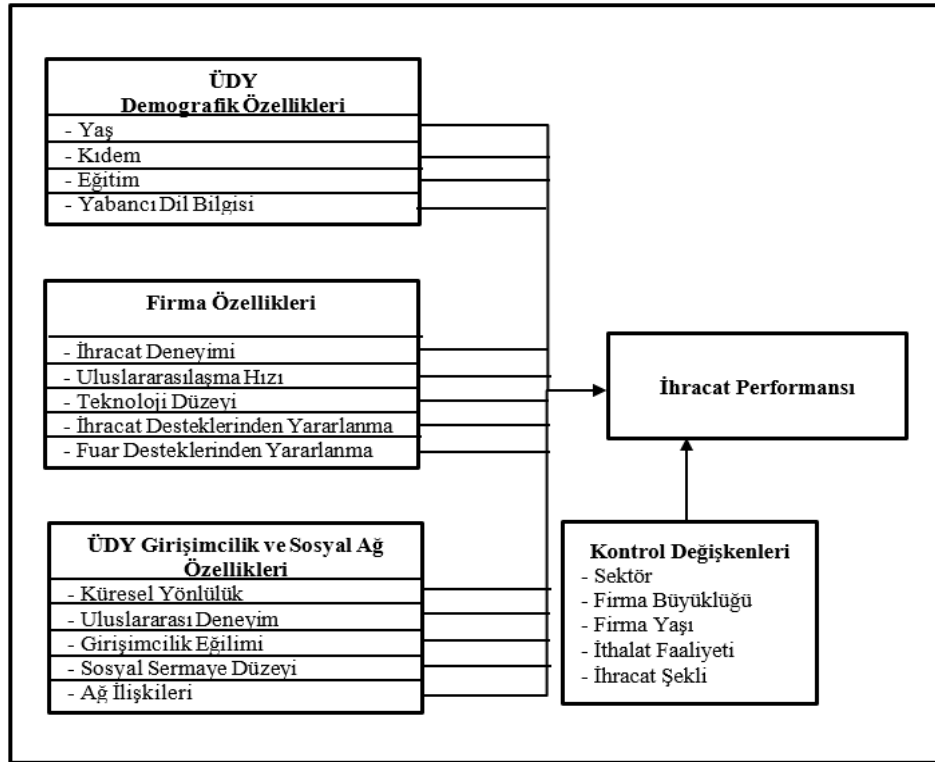 ÜDY
Demografik Özellikleri
- Yaş
- Kıdem
- Eğitim
- Yabancı Dil Bilgisi
Firma Özellikleri
- İhracat Deneyimi
- Uluslararasılaşma Hızı
- Teknoloji Düzeyi
- İhracat Desteklerinden Yararlanma
- Fuar Desteklerinden Yararlanma
ÜDY Girişimcilik ve Sosyal Ağ
Özellikleri
- Küresel Yönlülük
- Uluslararası Deneyim
- Girişimcilik Eğilimi
- Sosyal Sermaye Düzeyi
- Ağ İlişkileri
İhracat Performansı
Kontrol Değişkenleri
- Sektör
- Firma Büyüklüğü
- Firma Yaşı
- İthalat Faaliyeti
- İhracat Şekli